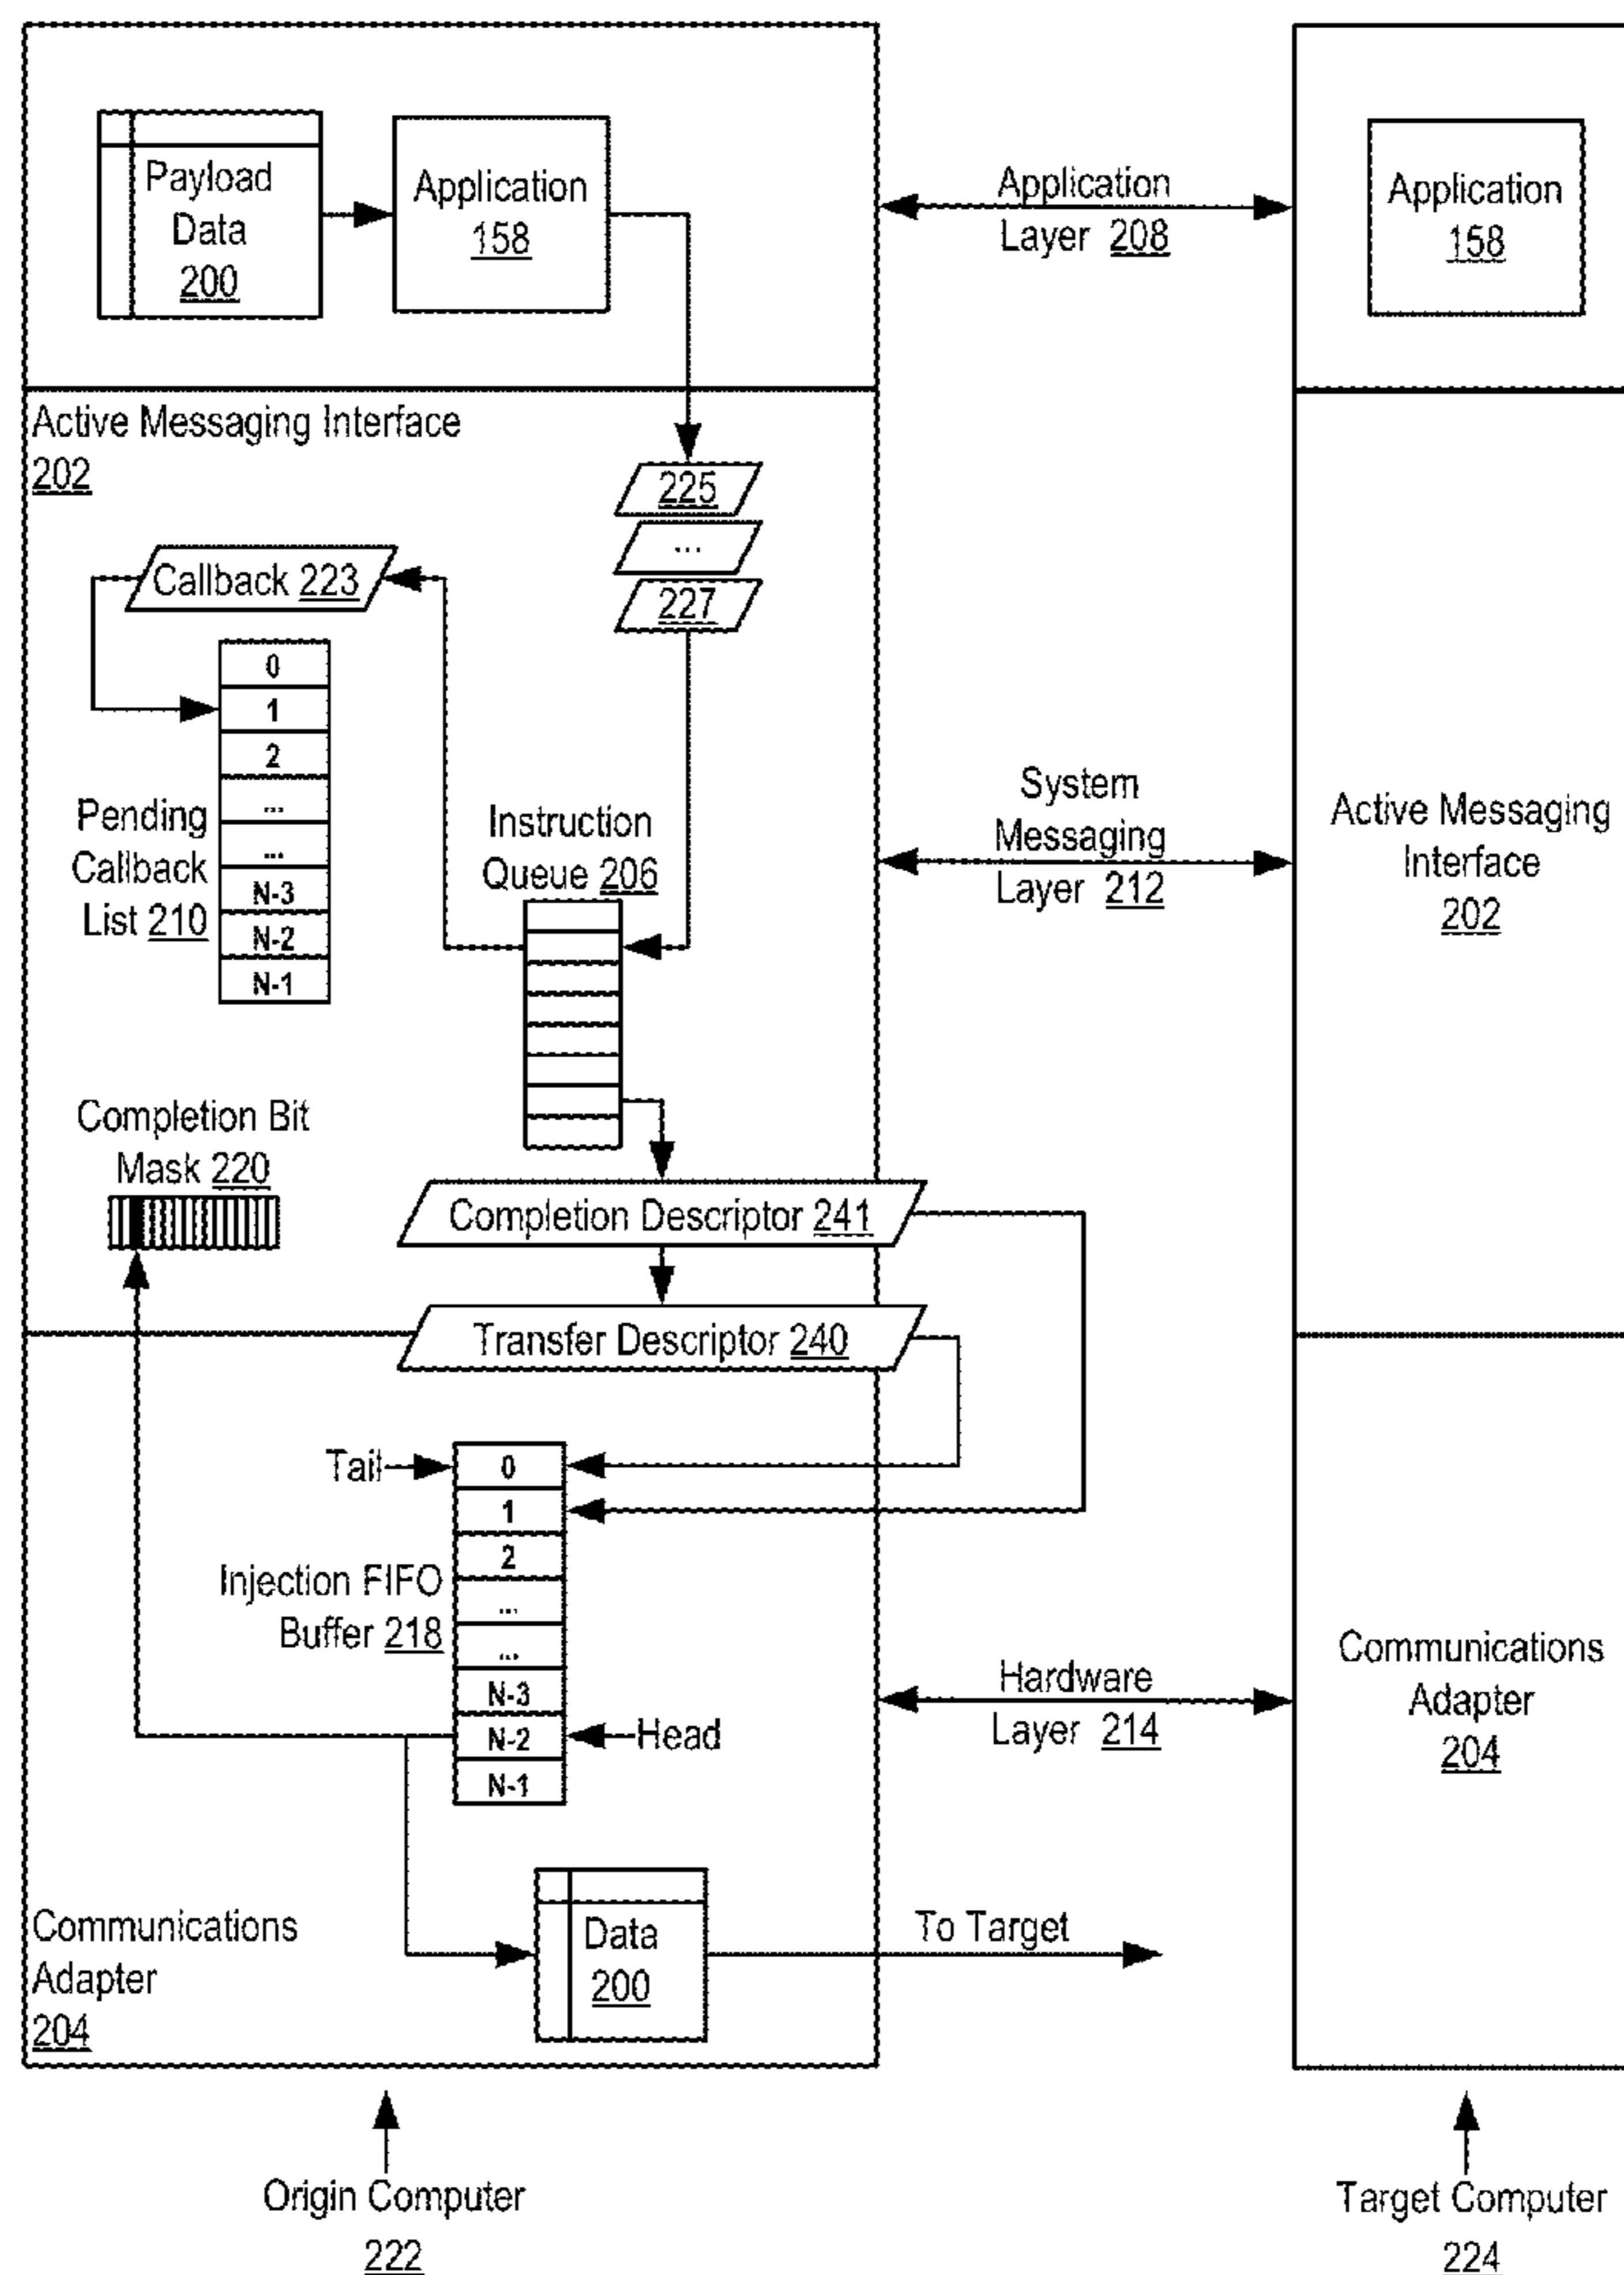 Payload
Data
200
Application
158
Application
Layer 208
Application
158
Active Messaging Interface
202
225
...
227
Callback 223
0
1
2
...
...
N-3
N-2
N-1
Pending
Callback
List 210
Instruction
Queue 206
System
Messaging
Layer 212
Active Messaging
Interface
202
Completion Bit
Mask 220
Completion Descriptor 241
Transfer Descriptor 240
Tail
0
1
2
...
...
N-3
N-2
N-1
Injection FIFO
Buffer 218
Head
Hardware
Layer 214
Communications
Adapter
204
Communications
Adapter
204
Data
200
To Target
Origin Computer
222
Target Computer
224